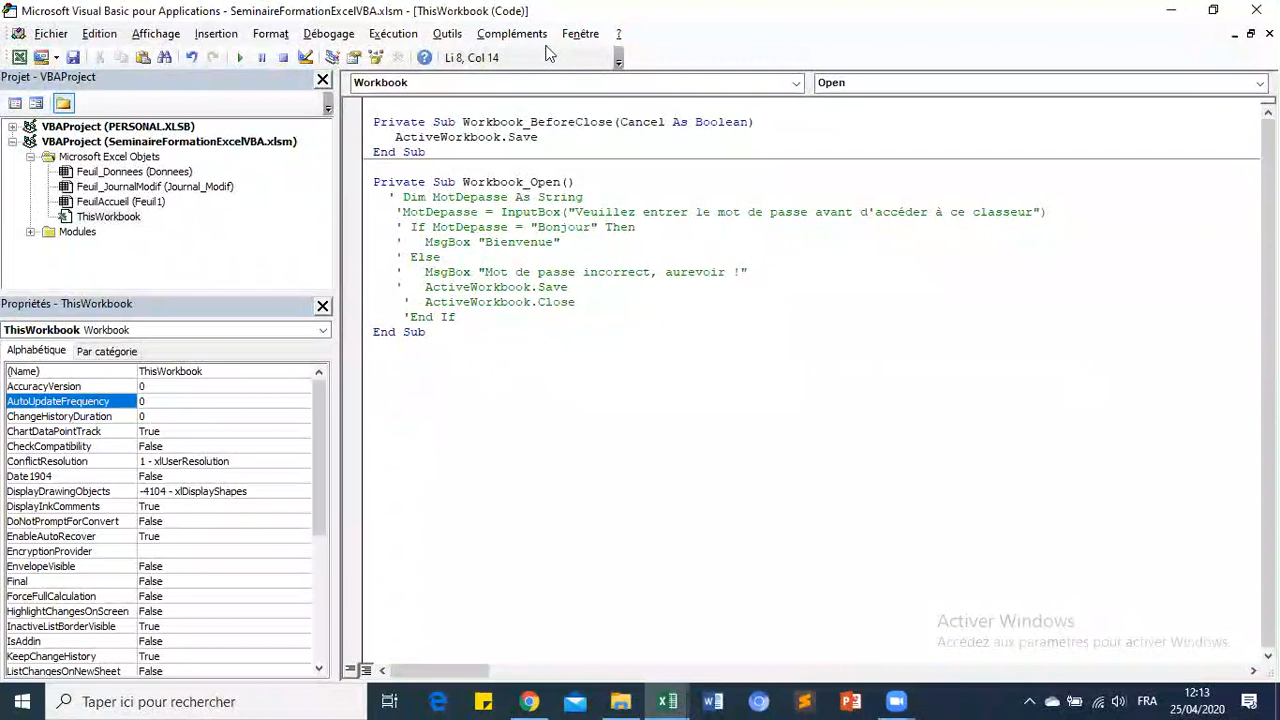 Microsoft Visual Basic pour Applications - SeminaireFormationExcelVBA.xlsm - [ThisWorkbook (Code)]
Fichier Edition Affichage Insertion Format Débogage Exécution Outils Compléments Fenêtre ?
Li 8, Col 14
Projet - VBAProject
VBAProject (PERSONAL.XLSB)
VBAProject (SeminaireFormationExcelVBA.xlsm)
Microsoft Excel Objets
Feuil_Donnees (Donnees)
Feuil_JournalModif (Journal_Modif)
FeuilAccueil (Feuil1)
ThisWorkbook
Modules
Propriétés - ThisWorkbook
ThisWorkbook Workbook
Alphabétique Par catégorie
(Name) ThisWorkbook
AccuracyVersion 0
AutoUpdateFrequency 0
ChangeHistoryDuration 0
ChartDataPointTrack True
CheckCompatibility False
ConflictResolution 1 - xlUserResolution
Date1904 False
DisplayDrawingObjects -4104 - xlDisplayShapes
DisplayInkComments True
DoNotPromptForConvert False
EnableAutoRecover True
EncryptionProvider
EnvelopeVisible False
Final False
ForceFullCalculation False
HighlightChangesOnScreen False
InactiveListBorderVisible True
IsAddin False
KeepChangeHistory True
ListChangesOnNewSheet False
Workbook Open
Private Sub Workbook_BeforeClose(Cancel As Boolean)
ActiveWorkbook.Save
End Sub
Private Sub Workbook_Open()
' Dim MotDepasse As String
'MotDepasse = InputBox("Veuillez entrer le mot de passe avant d'accéder à ce classeur")
' If MotDepasse = "Bonjour" Then
' MsgBox "Bienvenue"
' Else
' MsgBox "Mot de passe incorrect, aurevoir !"
' ActiveWorkbook.Save
' ActiveWorkbook.Close
'End If
End Sub
Activer Windows
Accédez aux paramètres pour activer Windows.
Taper ici pour rechercher
FRA
12:13
25/04/2020